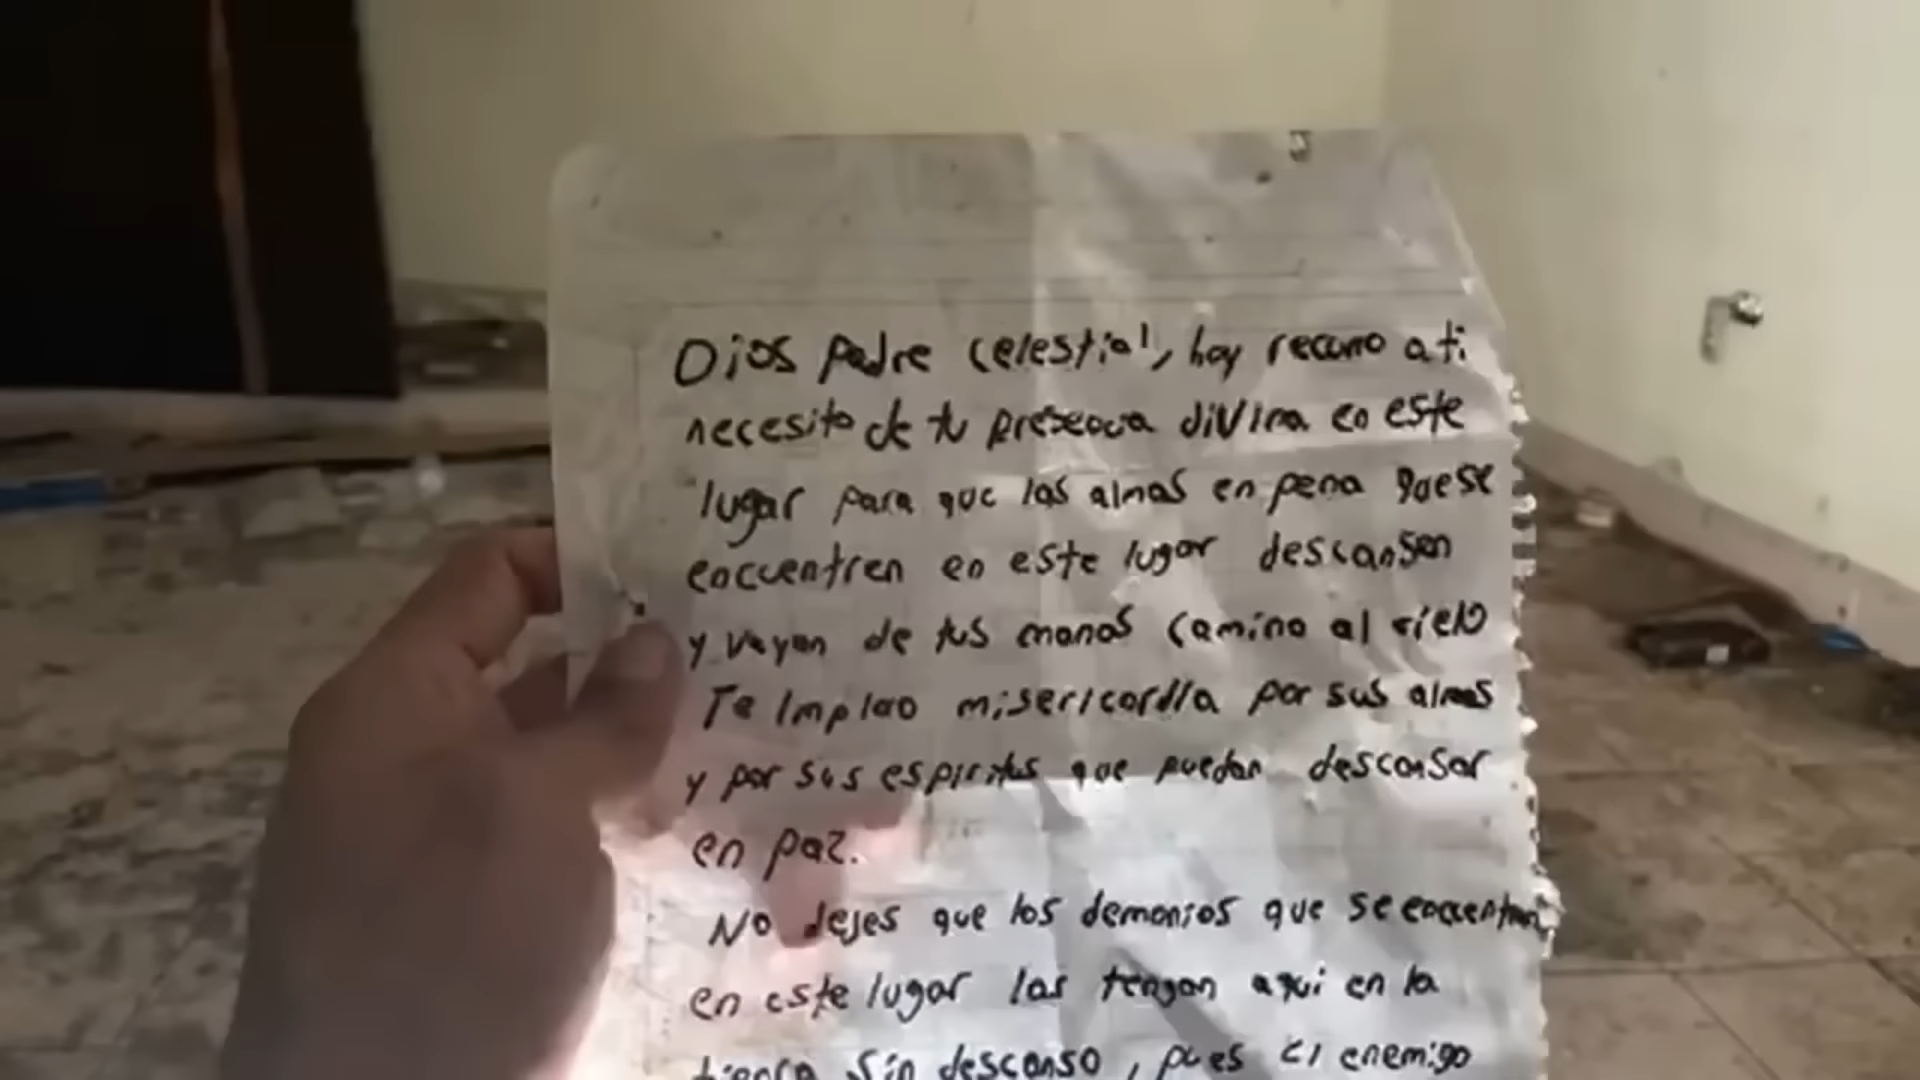 Dios Padre celestial, hoy recurro a ti
necesito de tu presencia divina en este
lugar para que las almas en pena que se
encuentren en este lugar descansen
y vayan de tus manos camino al cielo
Te Imploro misericordia por sus almas
y por sus espiritus que puedan descansar
en paz.
No dejes que los demonios que se encuentran
en este lugar las tengan aqui en la
tierra sin descanso, pues el enemigo